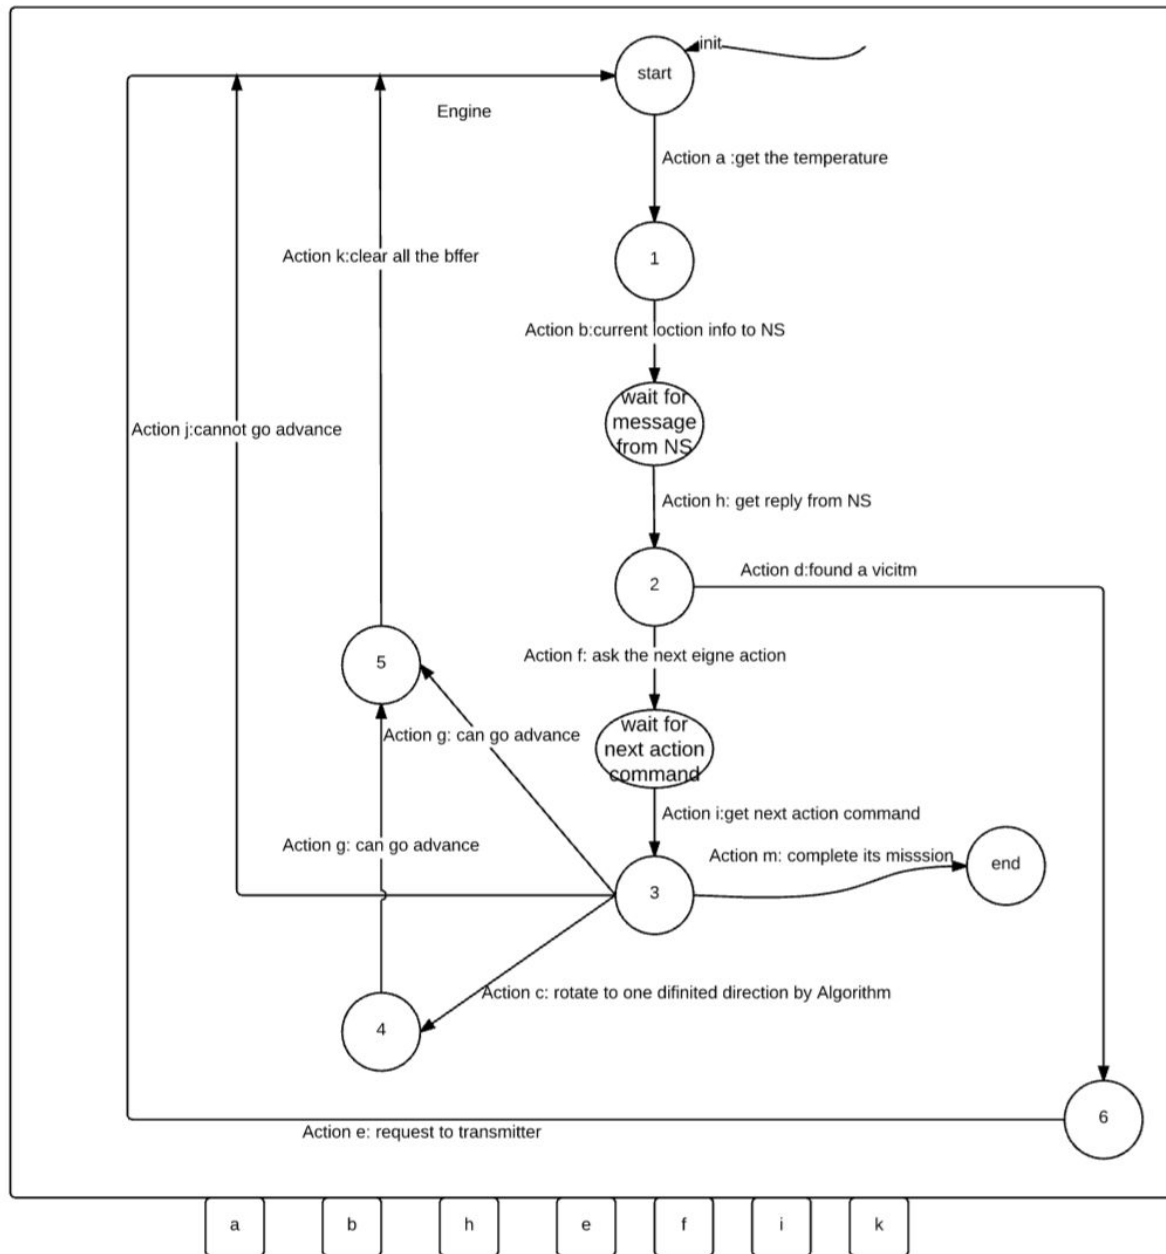 init
start
Engine
Action a :get the temperature
1
Action k:clear all the bffer
Action b:current loction info to NS
wait for
message
from NS
Action j:cannot go advance
Action h: get reply from NS
2
Action d:found a vicitm
5
Action f: ask the next eigne action
wait for
next action
command
Action g: can go advance
Action i:get next action command
Action g: can go advance
Action m: complete its misssion
end
3
Action c: rotate to one difinited direction by Algorithm
4
6
Action e: request to transmitter
a
b
h
e
f
i
k